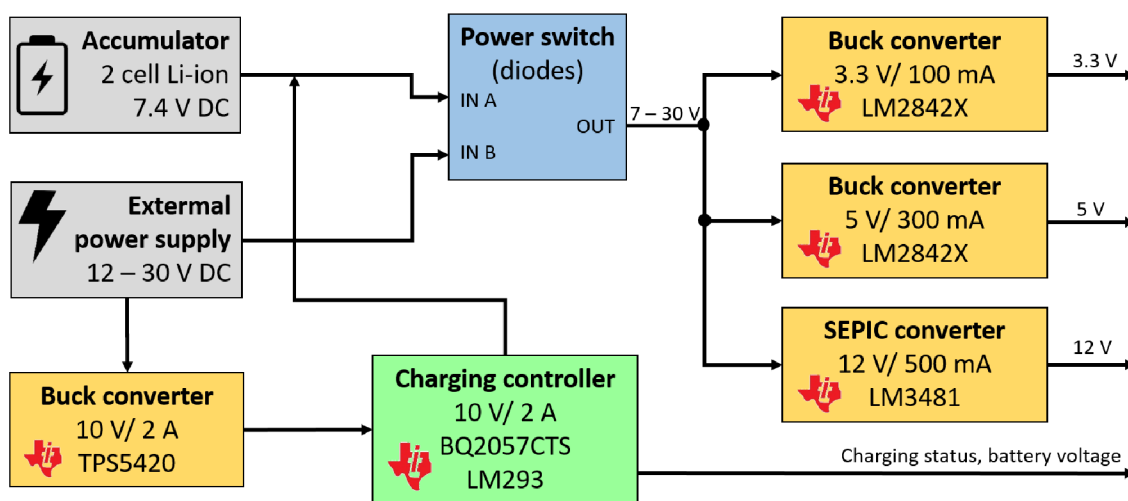 Accumulator
2 cell Li-ion
7.4 V DC
Power switch
(diodes)
IN A
OUT
IN B
7 – 30 V
Buck converter
3.3 V/ 100 mA
LM2842X
3.3 V
Buck converter
5 V/ 300 mA
LM2842X
5 V
SEPIC converter
12 V/ 500 mA
LM3481
12 V
Extermal
power supply
12 – 30 V DC
Buck converter
10 V/ 2 A
TPS5420
Charging controller
10 V/ 2 A
BQ2057CTS
LM293
Charging status, battery voltage